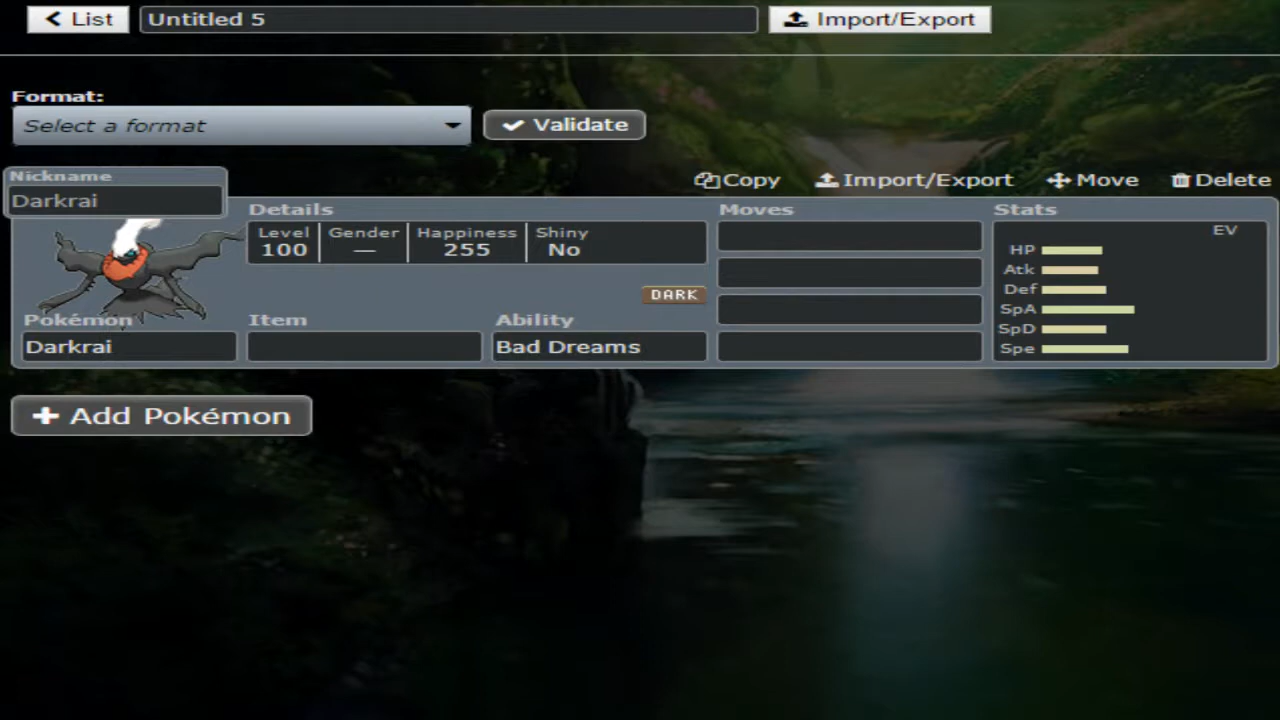 List
Untitled 5
Import/Export
Format:
Select a format
Validate
Nickname
Darkrai
Copy
Import/Export
Move
Delete
Details
Level
100
Gender
—
Happiness
255
Shiny
No
DARK
Pokémon
Darkrai
Item
Ability
Bad Dreams
Moves
Stats
EV
HP
Atk
Def
SpA
SpD
Spe
Add Pokémon